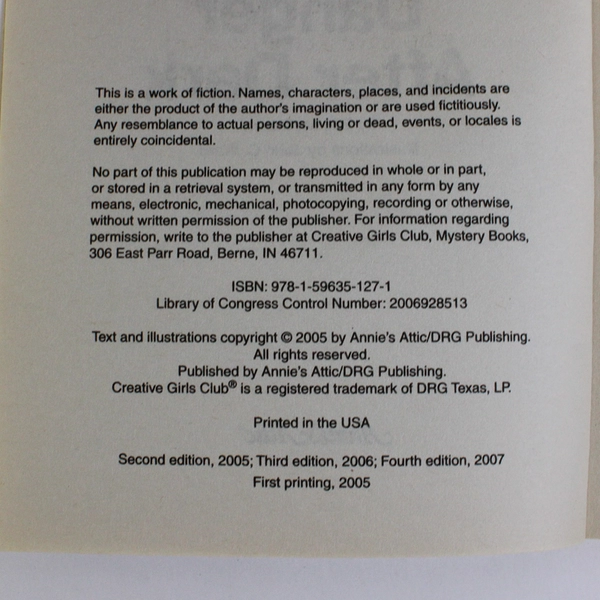 This is a work of fiction. Names, characters, places, and incidents are
either the product of the author's imagination or are used fictitiously.
Any resemblance to actual persons, living or dead, events, or locales is
entirely coincidental.
No part of this publication may be reproduced in whole or in part,
or stored in a retrieval system, or transmitted in any form by any
means, electronic, mechanical, photocopying, recording or otherwise,
without written permission of the publisher. For information regarding
permission, write to the publisher at Creative Girls Club, Mystery Books,
306 East Parr Road, Berne, IN 46711.
ISBN: 978-1-59635-127-1
Library of Congress Control Number: 2006928513
Text and illustrations copyright © 2005 by Annie's Attic/DRG Publishing.
All rights reserved.
Published by Annie's Attic/DRG Publishing.
Creative Girls Club® is a registered trademark of DRG Texas, LP.
Printed in the USA
Second edition, 2005; Third edition, 2006; Fourth edition, 2007
First printing, 2005